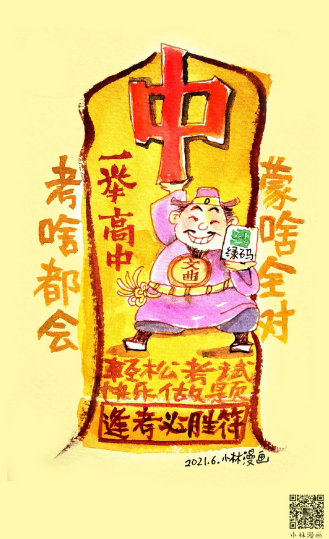 中
一举高中
考啥都会
蒙啥全对
绿码
文曲
轻松考试
快乐做题
逢考必胜符
2021.6.小林漫画
小林漫画